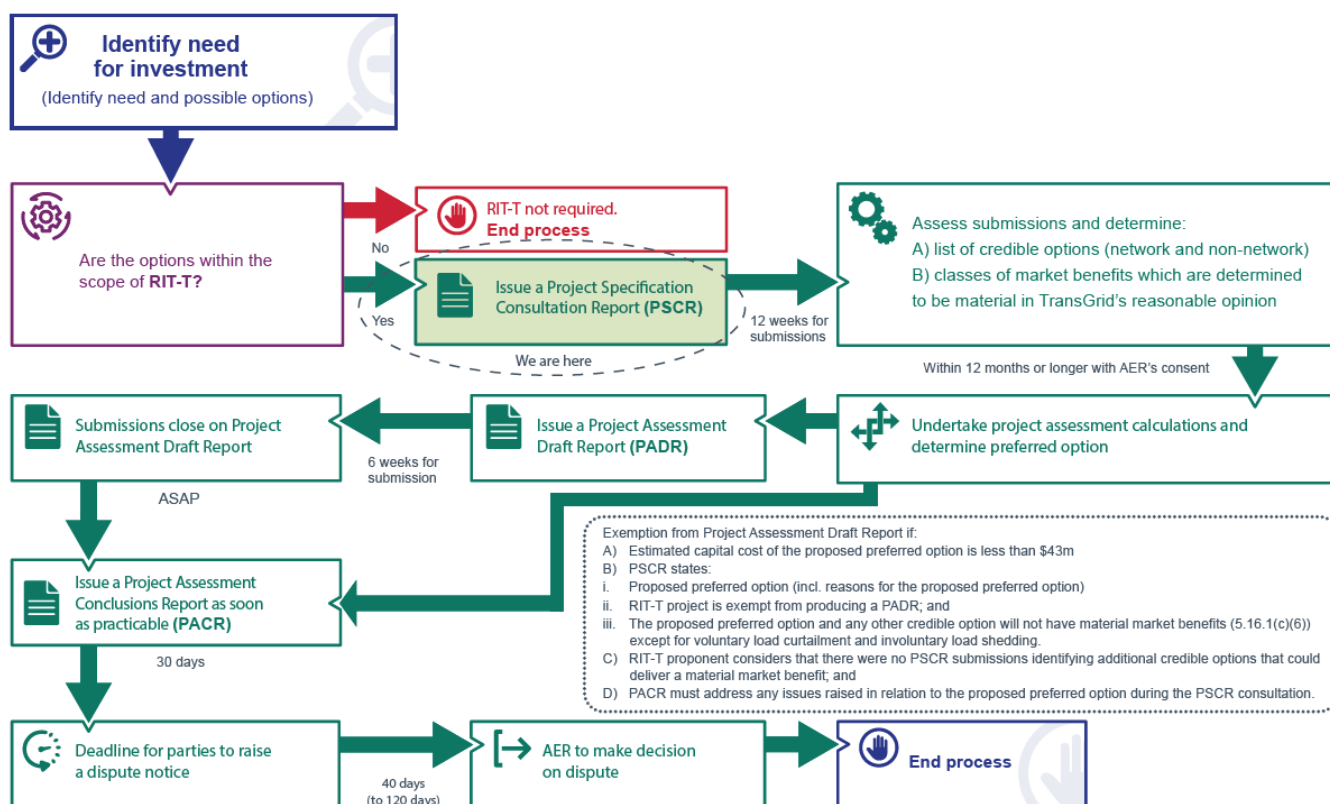 Identify need
for investment
(Identify need and possible options)
Are the options within the
scope of RIT-T?
No
Yes
RIT-T not required.
End process
Issue a Project Specification
Consultation Report (PSCR)
We are here
12 weeks for
submissions
Assess submissions and determine:
A) list of credible options (network and non-network)
B) classes of market benefits which are determined
to be material in TransGrid's reasonable opinion
Within 12 months or longer with AER's consent
Undertake project assessment calculations and
determine preferred option
Issue a Project Assessment
Draft Report (PADR)
6 weeks for
submission
Submissions close on Project
Assessment Draft Report
ASAP
Exemption from Project Assessment Draft Report if:
A) Estimated capital cost of the proposed preferred option is less than $43m
B) PSCR states:
i. Proposed preferred option (incl. reasons for the proposed preferred option)
ii. RIT-T project is exempt from producing a PADR; and
iii. The proposed preferred option and any other credible option will not have material market benefits (5.16.1(c)(6))
except for voluntary load curtailment and involuntary load shedding.
C) RIT-T proponent considers that there were no PSCR submissions identifying additional credible options that could
deliver a material market benefit; and
D) PACR must address any issues raised in relation to the proposed preferred option during the PSCR consultation.
Issue a Project Assessment
Conclusions Report as soon
as practicable (PACR)
30 days
Deadline for parties to raise
a dispute notice
40 days
(to 120 days)
AER to make decision
on dispute
End process